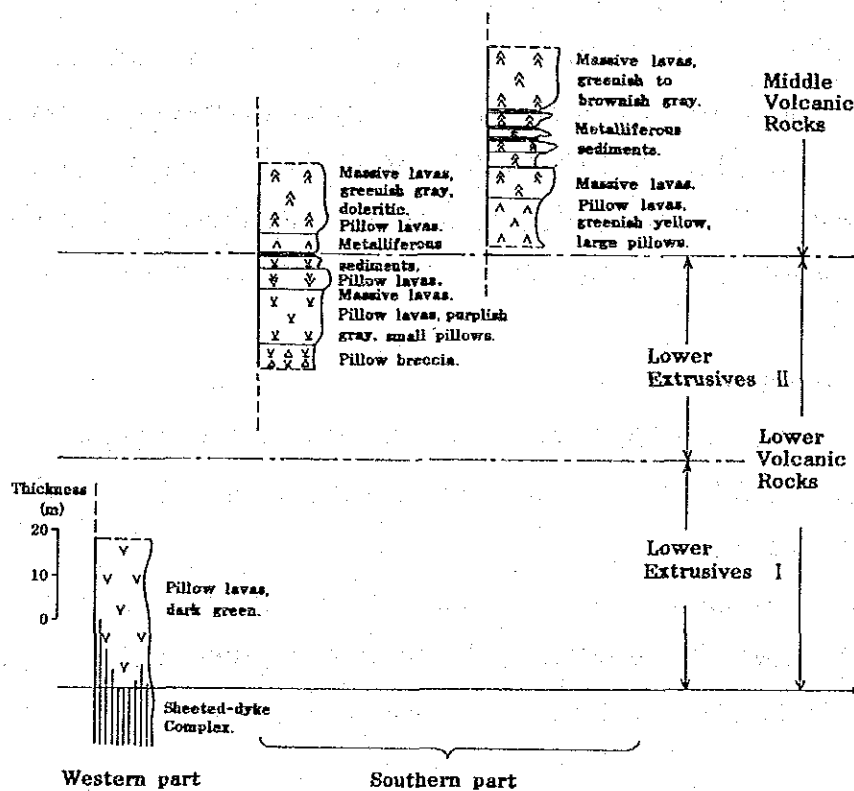 Massive lavas,
greenish to
brownish gray.
Metalliferous
sediments.
Massive lavas.
Pillow lavas,
greenish yellow,
large pillows.
Middle
Volcanic
Rocks
Massive lavas,
greenish gray,
doleritic.
Pillow lavas.
Metalliferous
sediments.
Pillow lavas.
Massive lavas.
Pillow lavas, purplish
gray, small pillows.
Pillow breccia.
Lower
Extrusives II
Lower
Volcanic
Rocks
Lower
Extrusives I
Thickness
(m)
20
10
0
Pillow lavas,
dark green.
Sheeted-dyke
Complex.
Western part
Southern part